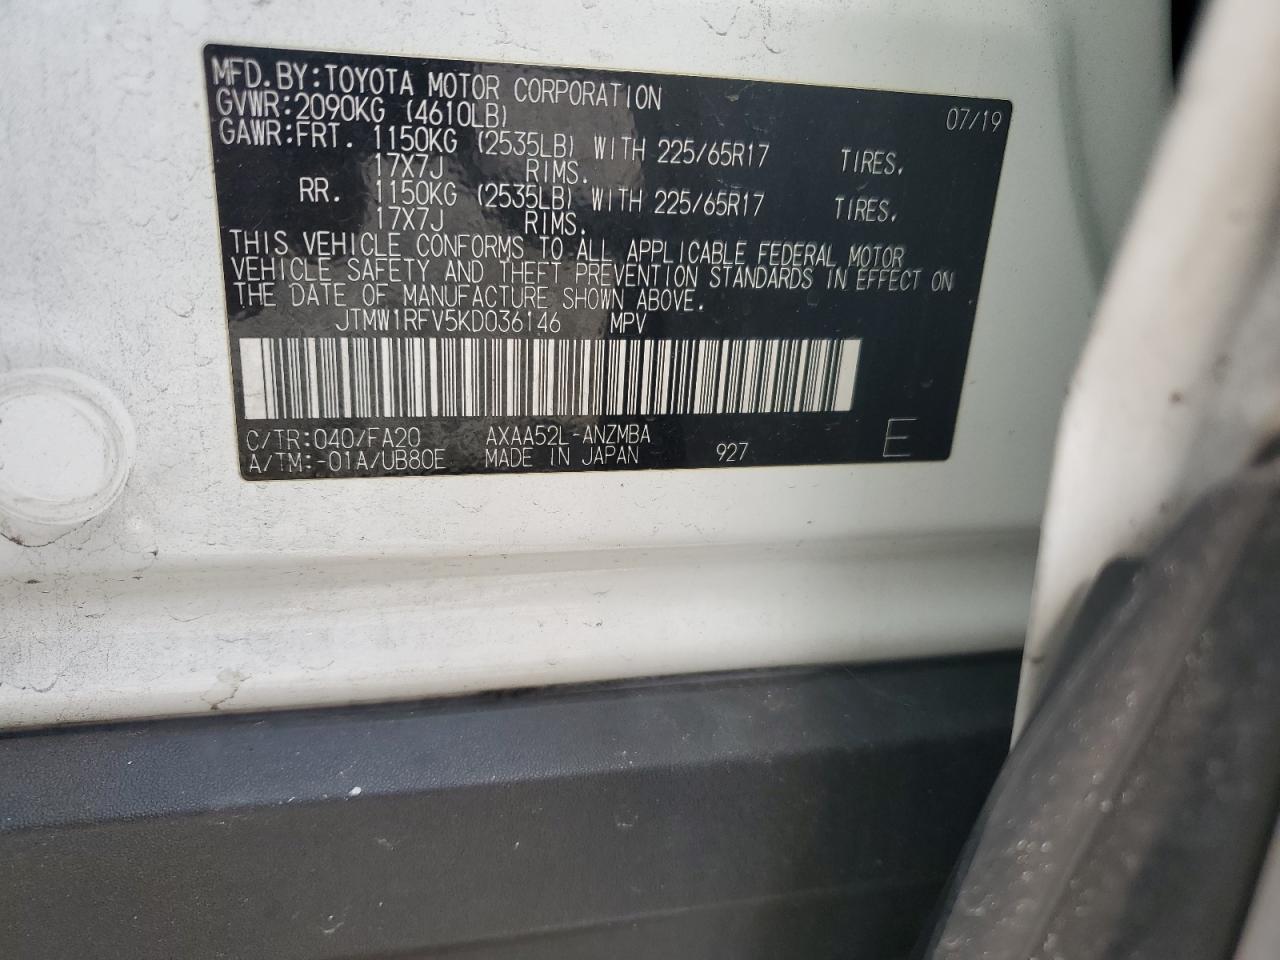 MFD.BY:TOYOTA MOTOR CORPORATION 07/19
GVWR:2090KG (4610LB)
GAWR:FRT. 1150KG (2535LB) WITH 225/65R17 TIRES.
17X7J RIMS.
RR. 1150KG (2535LB) WITH 225/65R17 TIRES.
17X7J RIMS.
THIS VEHICLE CONFORMS TO ALL APPLICABLE FEDERAL MOTOR
VEHICLE SAFETY AND THEFT PREVENTION STANDARDS IN EFFECT ON
THE DATE OF MANUFACTURE SHOWN ABOVE.
JTMW1RFV5KD036146 MPV
C/TR:040/FA20 AXAA52L-ANZMBA
A/TM:-01A/UB80E MADE IN JAPAN 927 E